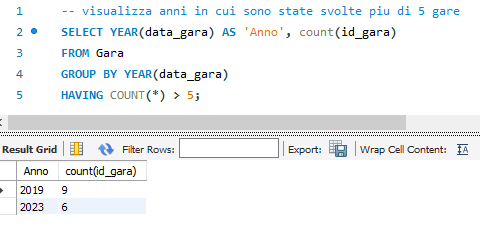 1 -- visualizza anni in cui sono state svolte piu di 5 gare
2 SELECT YEAR(data_gara) AS 'Anno', count(id_gara)
3 FROM Gara
4 GROUP BY YEAR(data_gara)
5 HAVING COUNT(*) > 5;
Result Grid Filter Rows: Export: Wrap Cell Content: IA
Anno count(id_gara)
2019 9
2023 6